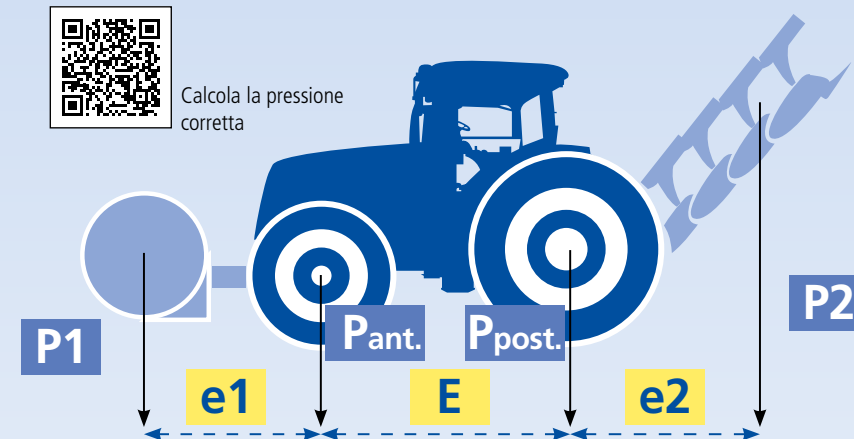 Calcola la pressione
corretta
P1
Pant.
Ppost.
P2
e1
E
e2